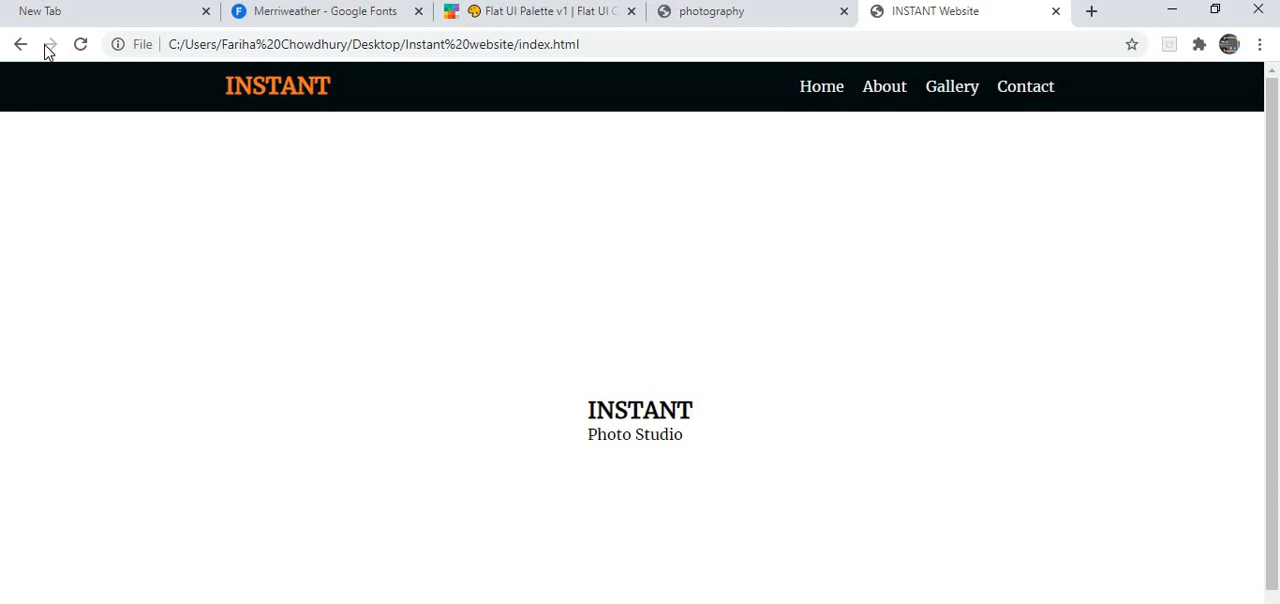 New Tab
Merriweather - Google Fonts
Flat UI Palette v1 | Flat UI C
photography
INSTANT Website
File
C:/Users/Fariha%20Chowdhury/Desktop/Instant%20website/index.html
INSTANT
Home
About
Gallery
Contact
INSTANT
Photo Studio